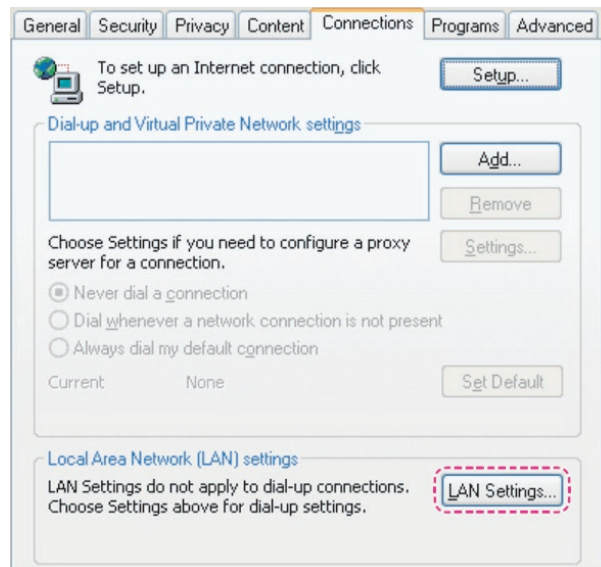 General Security Privacy Content Connections Programs Advanced
To set up an Internet connection, click
Setup.
Setup...
Dial-up and Virtual Private Network settings
Add...
Remove
Choose Settings if you need to configure a proxy
server for a connection.
Settings...
Never dial a connection
Dial whenever a network connection is not present
Always dial my default connection
Current None
Set Default
Local Area Network (LAN) settings
LAN Settings do not apply to dial-up connections.
Choose Settings above for dial-up settings.
LAN Settings...